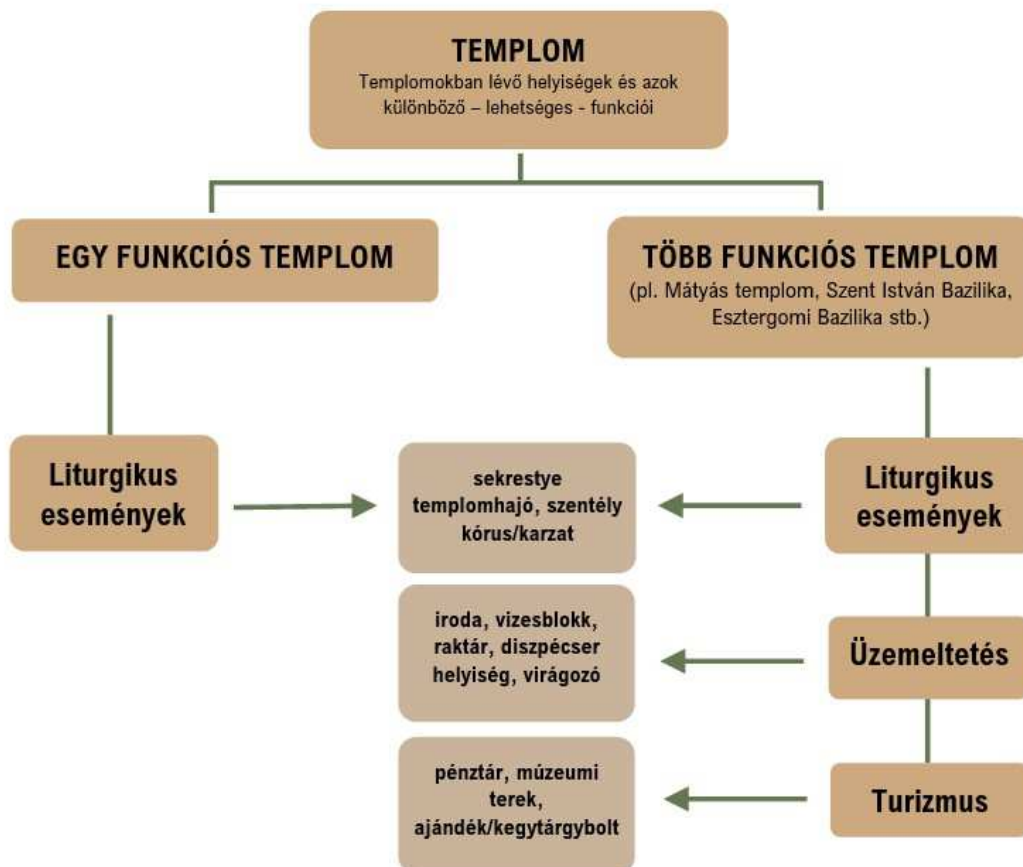 TEMPLOM
Templomokban lévő helyiségek és azok
különböző – lehetséges - funkciói
EGY FUNKCIÓS TEMPLOM
TÖBB FUNKCIÓS TEMPLOM
(pl. Mátyás templom, Szent István Bazilika,
Esztergomi Bazilika stb.)
Liturgikus
események
sekrestye
templomhajó, szentély
kórus/karzat
Liturgikus
események
iroda, vizesblokk,
raktár, diszpécser
helyiség, virágozó
Üzemeltetés
pénztár, múzeumi
terek,
ajándék/kegytárgybolt
Turizmus